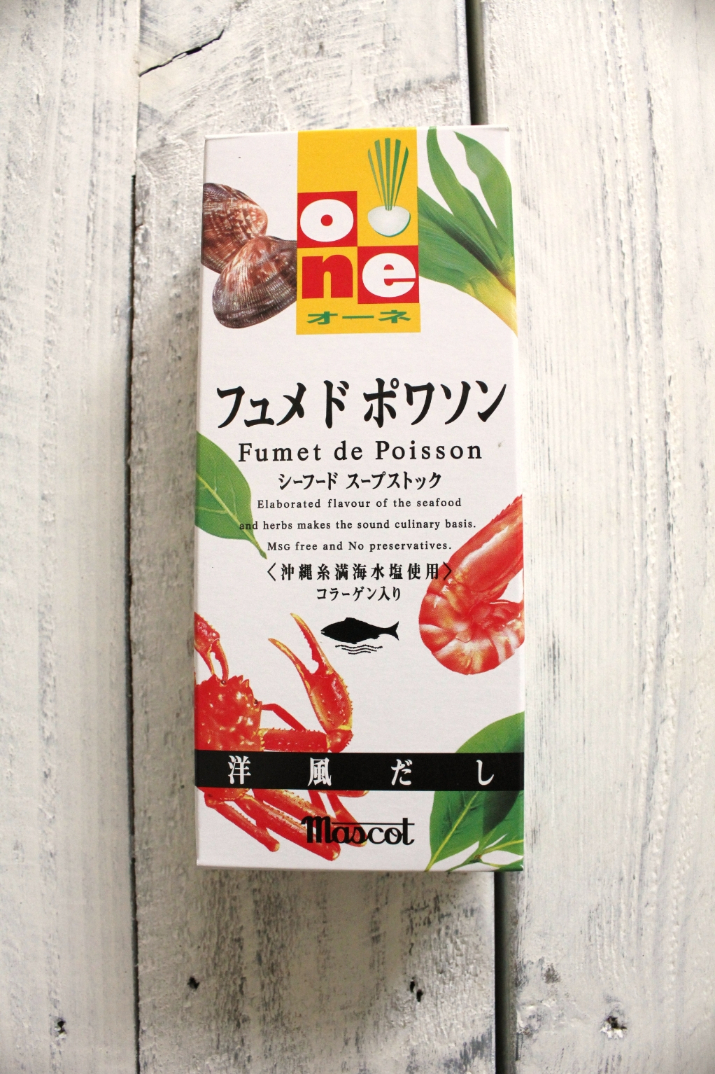 one
オーネ
フュメド ポワソン
Fumet de Poisson
シーフード スープストック
Elaborated flavour of the seafood
and herbs makes the sound culinary basis.
MSG free and No preservatives.
〈沖縄糸満海水塩使用〉
コラーゲン入り
洋風だし
mascot